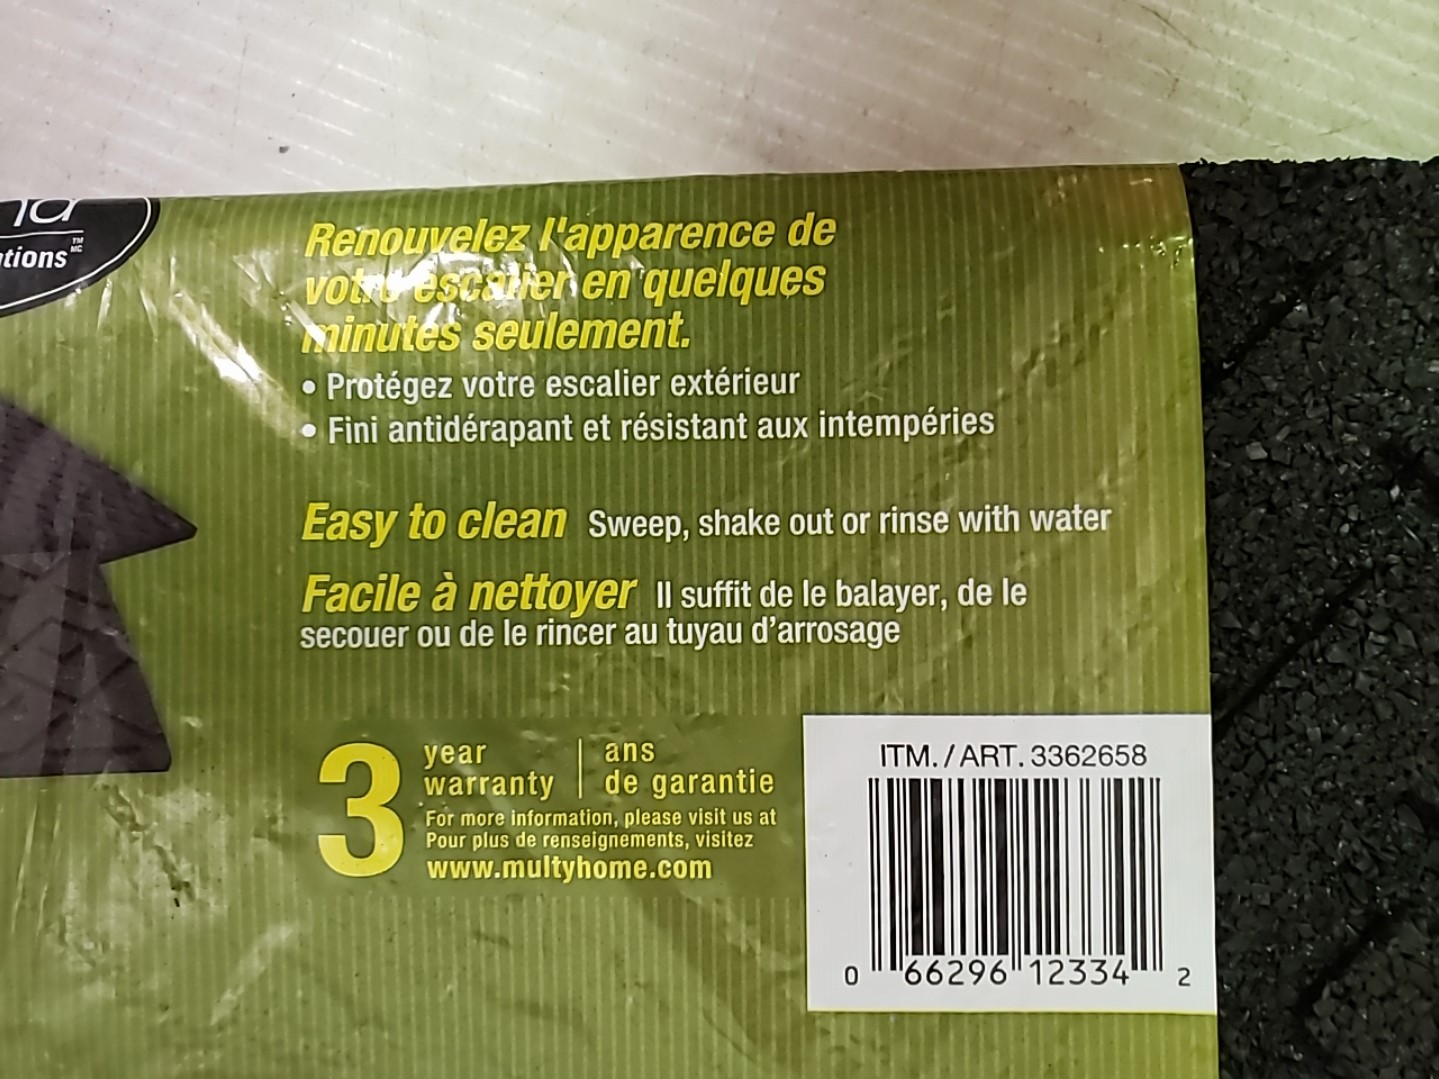 ations™
MC
Renouvelez l'apparence de
votre escalier en quelques
minutes seulement.
• Protégez votre escalier extérieur
• Fini antidérapant et résistant aux intempéries
Easy to clean Sweep, shake out or rinse with water
Facile à nettoyer Il suffit de le balayer, de le
secouer ou de le rincer au tuyau d’arrosage
3 year warranty | ans de garantie
For more information, please visit us at
Pour plus de renseignements, visitez
www.multyhome.com
ITM. / ART. 3362658
0 66296 12334 2